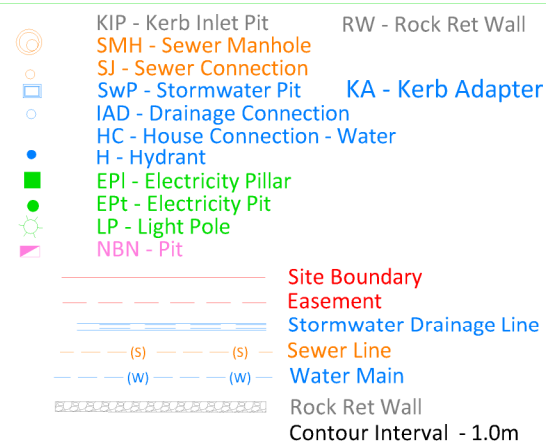 KIP - Kerb Inlet Pit
RW - Rock Ret Wall
SMH - Sewer Manhole
SJ - Sewer Connection
SwP - Stormwater Pit
KA - Kerb Adapter
IAD - Drainage Connection
HC - House Connection - Water
H - Hydrant
EPl - Electricity Pillar
EPt - Electricity Pit
LP - Light Pole
NBN - Pit
Site Boundary
Easement
Stormwater Drainage Line
(S) (S) Sewer Line
(W) (W) Water Main
Rock Ret Wall
Contour Interval - 1.0m